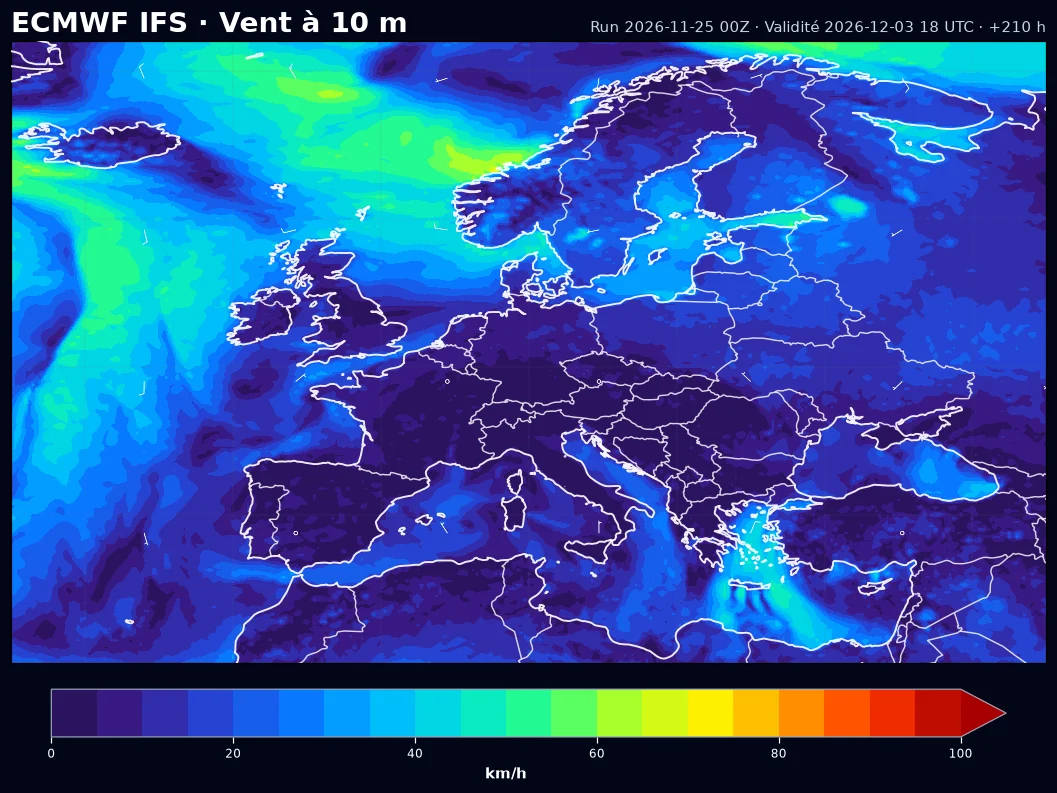 ECMWF IFS · Vent à 10 m
Run 2026-11-25 00Z · Validité 2026-12-03 18 UTC · +210 h
0 20 40 60 80 100
km/h